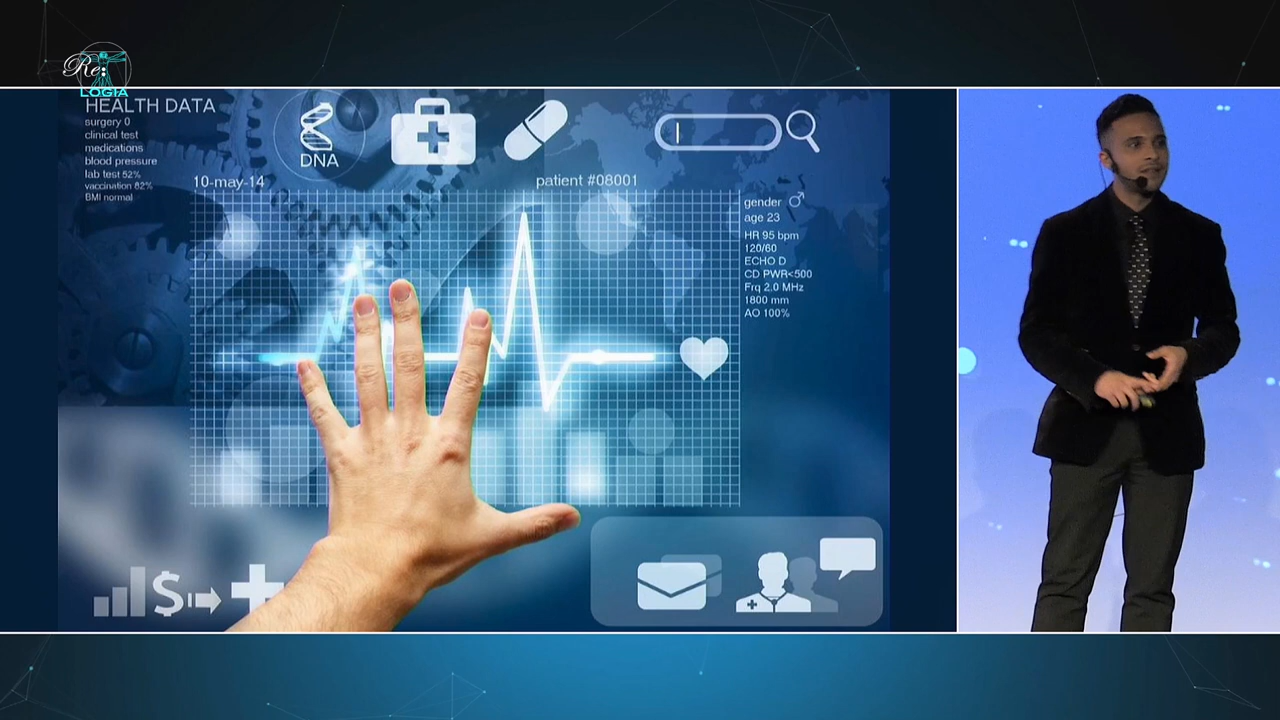 Re:
LOGIA
HEALTH DATA
surgery 0
clinical test
medications
blood pressure
lab test 52%
vaccination 82%
BMI normal
DNA
10-may-14
patient #08001
gender
age 23
HR 95 bpm
120/60
ECHO D
CD PWR<500
Frq 2.0 MHz
1800 mm
AO 100%
$